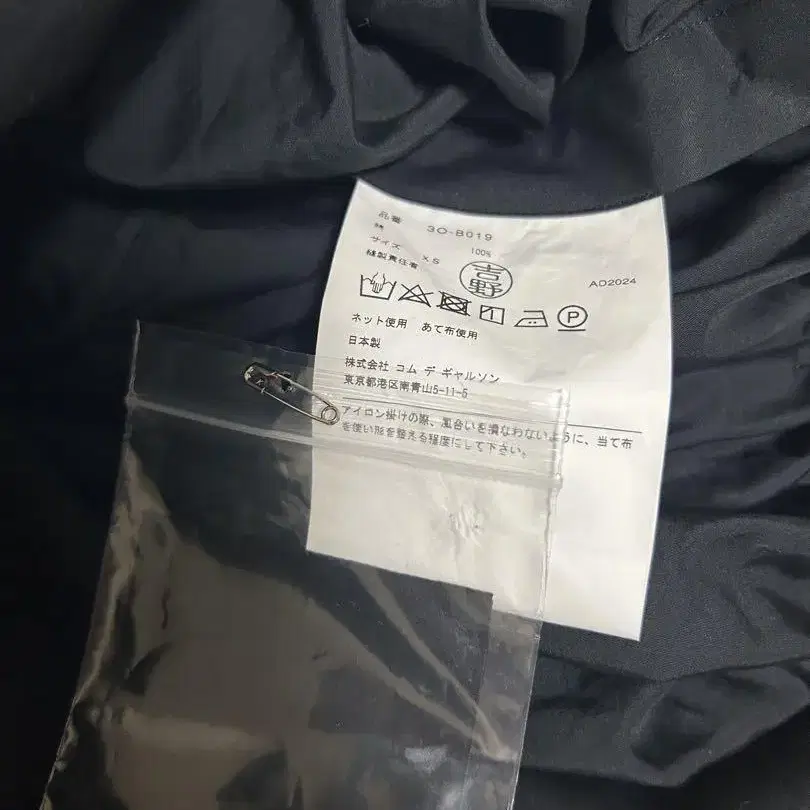 品番 3O-B019
綿 100%
サイズ XS
縫製責任者 吉野
AD2024
ネット使用 あて布使用
日本製
株式会社 コム デ ギャルソン
東京都港区南青山5-11-5
アイロン掛けの際、風合いを損なわないように、当て布
を使い形を整える程度にして下さい。